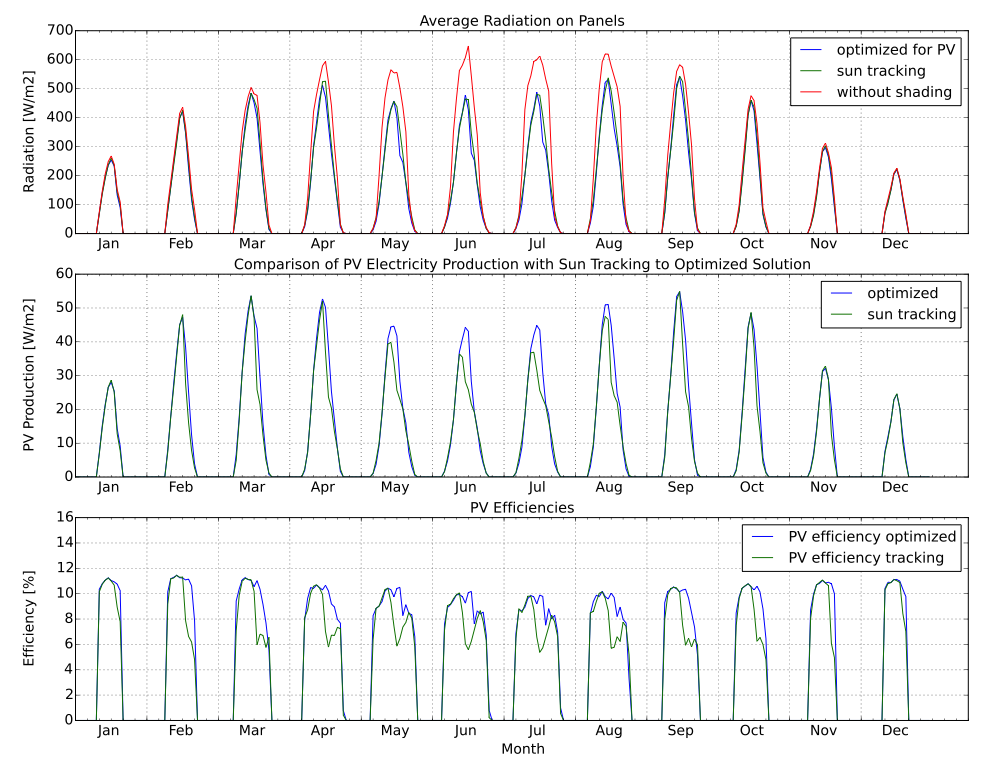 Average Radiation on Panels
700
600
500
400
300
200
100
0
Radiation [W/m2]
optimized for PV
sun tracking
without shading
Jan Feb Mar Apr May Jun Jul Aug Sep Oct Nov Dec
Comparison of PV Electricity Production with Sun Tracking to Optimized Solution
60
50
40
30
20
10
0
PV Production [W/m2]
optimized
sun tracking
Jan Feb Mar Apr May Jun Jul Aug Sep Oct Nov Dec
PV Efficiencies
16
14
12
10
8
6
4
2
0
Efficiency [%]
PV efficiency optimized
PV efficiency tracking
Jan Feb Mar Apr May Jun Jul Aug Sep Oct Nov Dec
Month